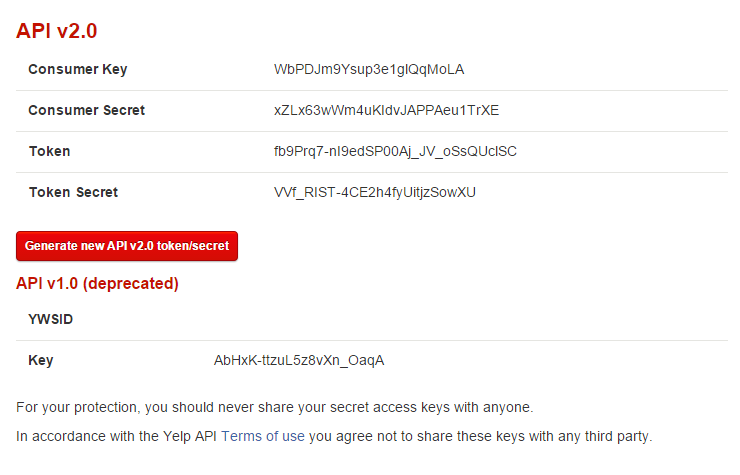 API v2.0
Consumer Key WbPDJm9Ysup3e1glQqMoLA
Consumer Secret xZLx63wWm4uKIdvJAPPAeu1TrXE
Token fb9Prq7-nI9edSP00Aj_JV_oSsQUcISC
Token Secret VVf_RIST-4CE2h4fyUitjzSowXU
Generate new API v2.0 token/secret
API v1.0 (deprecated)
YWSID
Key AbHxK-ttzuL5z8vXn_OaqA
For your protection, you should never share your secret access keys with anyone.
In accordance with the Yelp API Terms of use you agree not to share these keys with any third party.